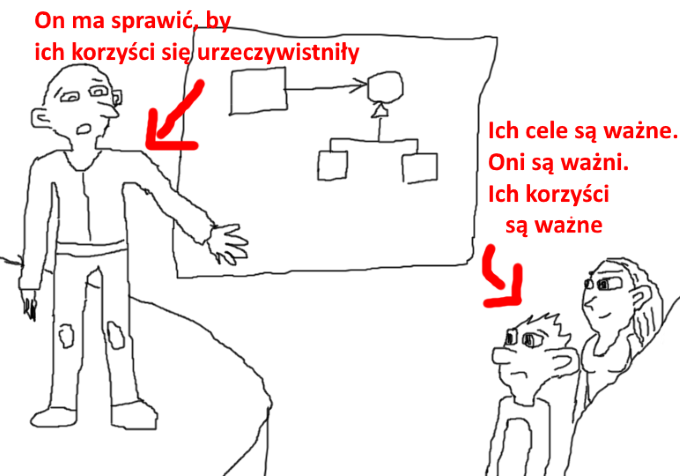 On ma sprawić, by
ich korzyści się urzeczywistniły
Ich cele są ważne.
Oni są ważni.
Ich korzyści
są ważne